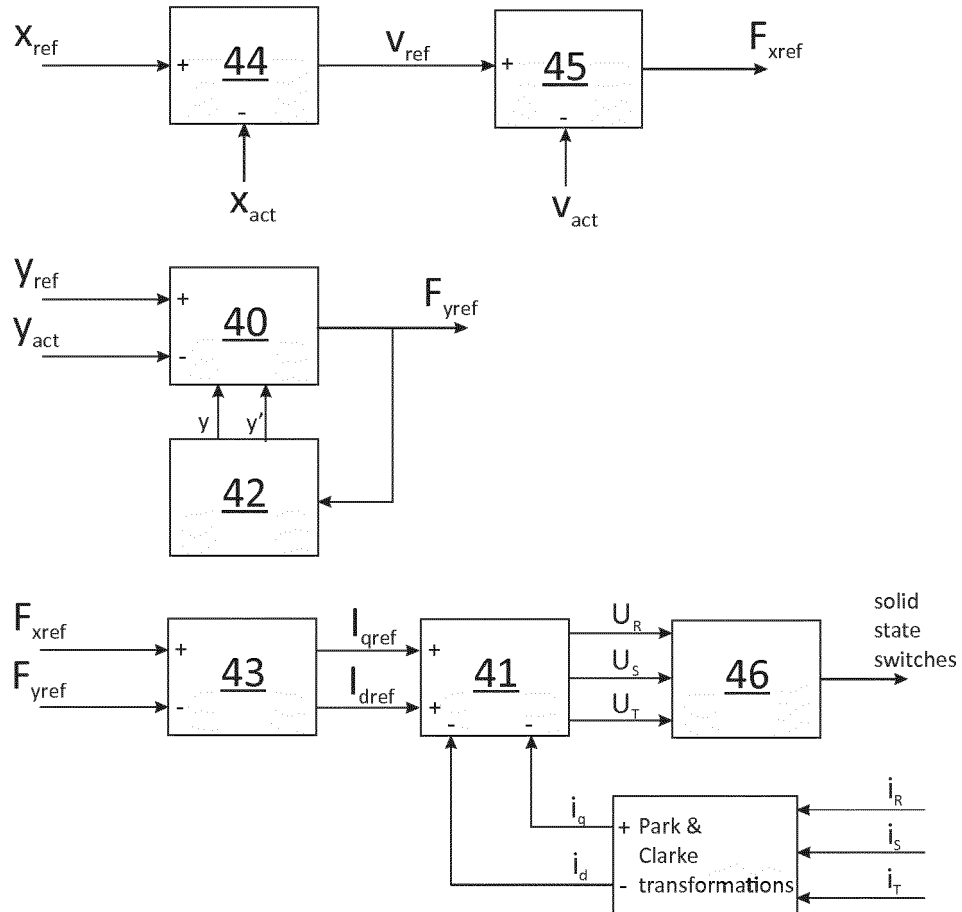 x_ref
+
44
-
x_act
v_ref
+
45
-
v_act
F_xref
y_ref
y_act
+
-
40
F_yref
y
y'
42
F_xref
F_yref
+
-
43
I_qref
I_dref
+
+
41
-
-
U_R
U_S
U_T
46
solid
state
switches
i_q
i_d
+
-
Park &
Clarke
transformations
i_R
i_S
i_T